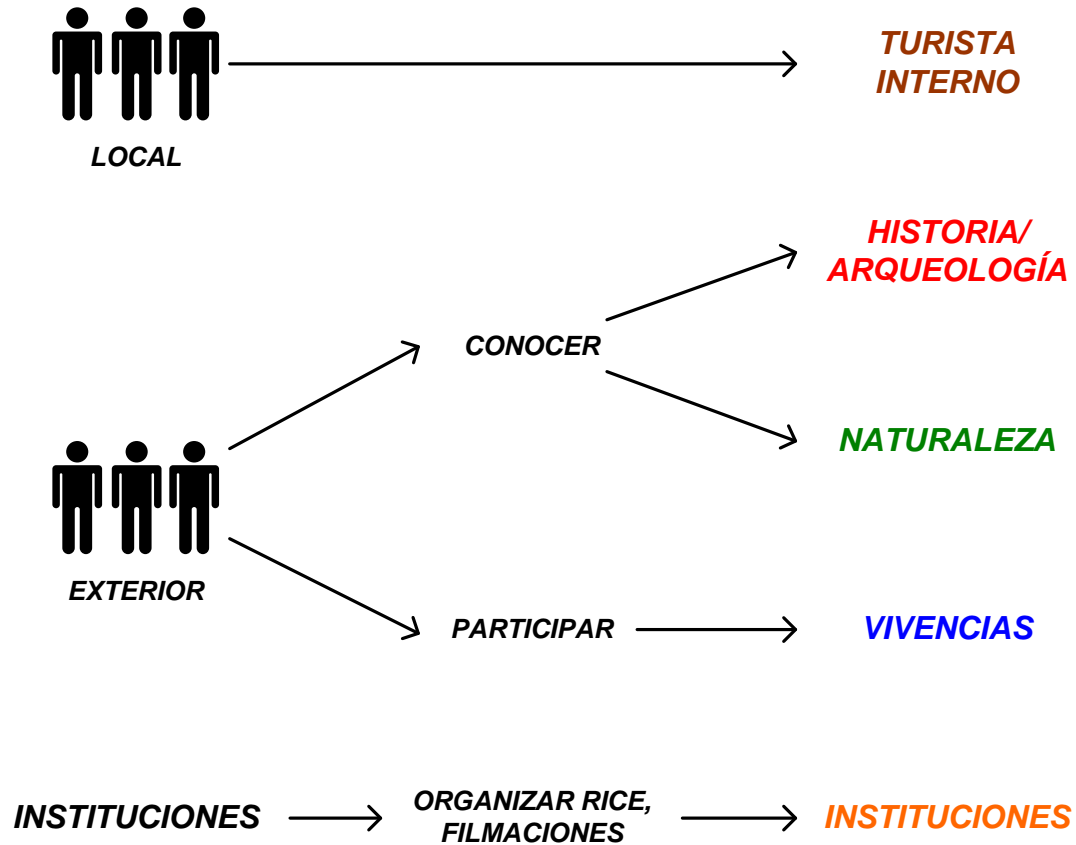 TURISTA
INTERNO
LOCAL
HISTORIA/
ARQUEOLOGÍA
CONOCER
NATURALEZA
EXTERIOR
PARTICIPAR
VIVENCIAS
INSTITUCIONES
ORGANIZAR RICE,
FILMACIONES
INSTITUCIONES